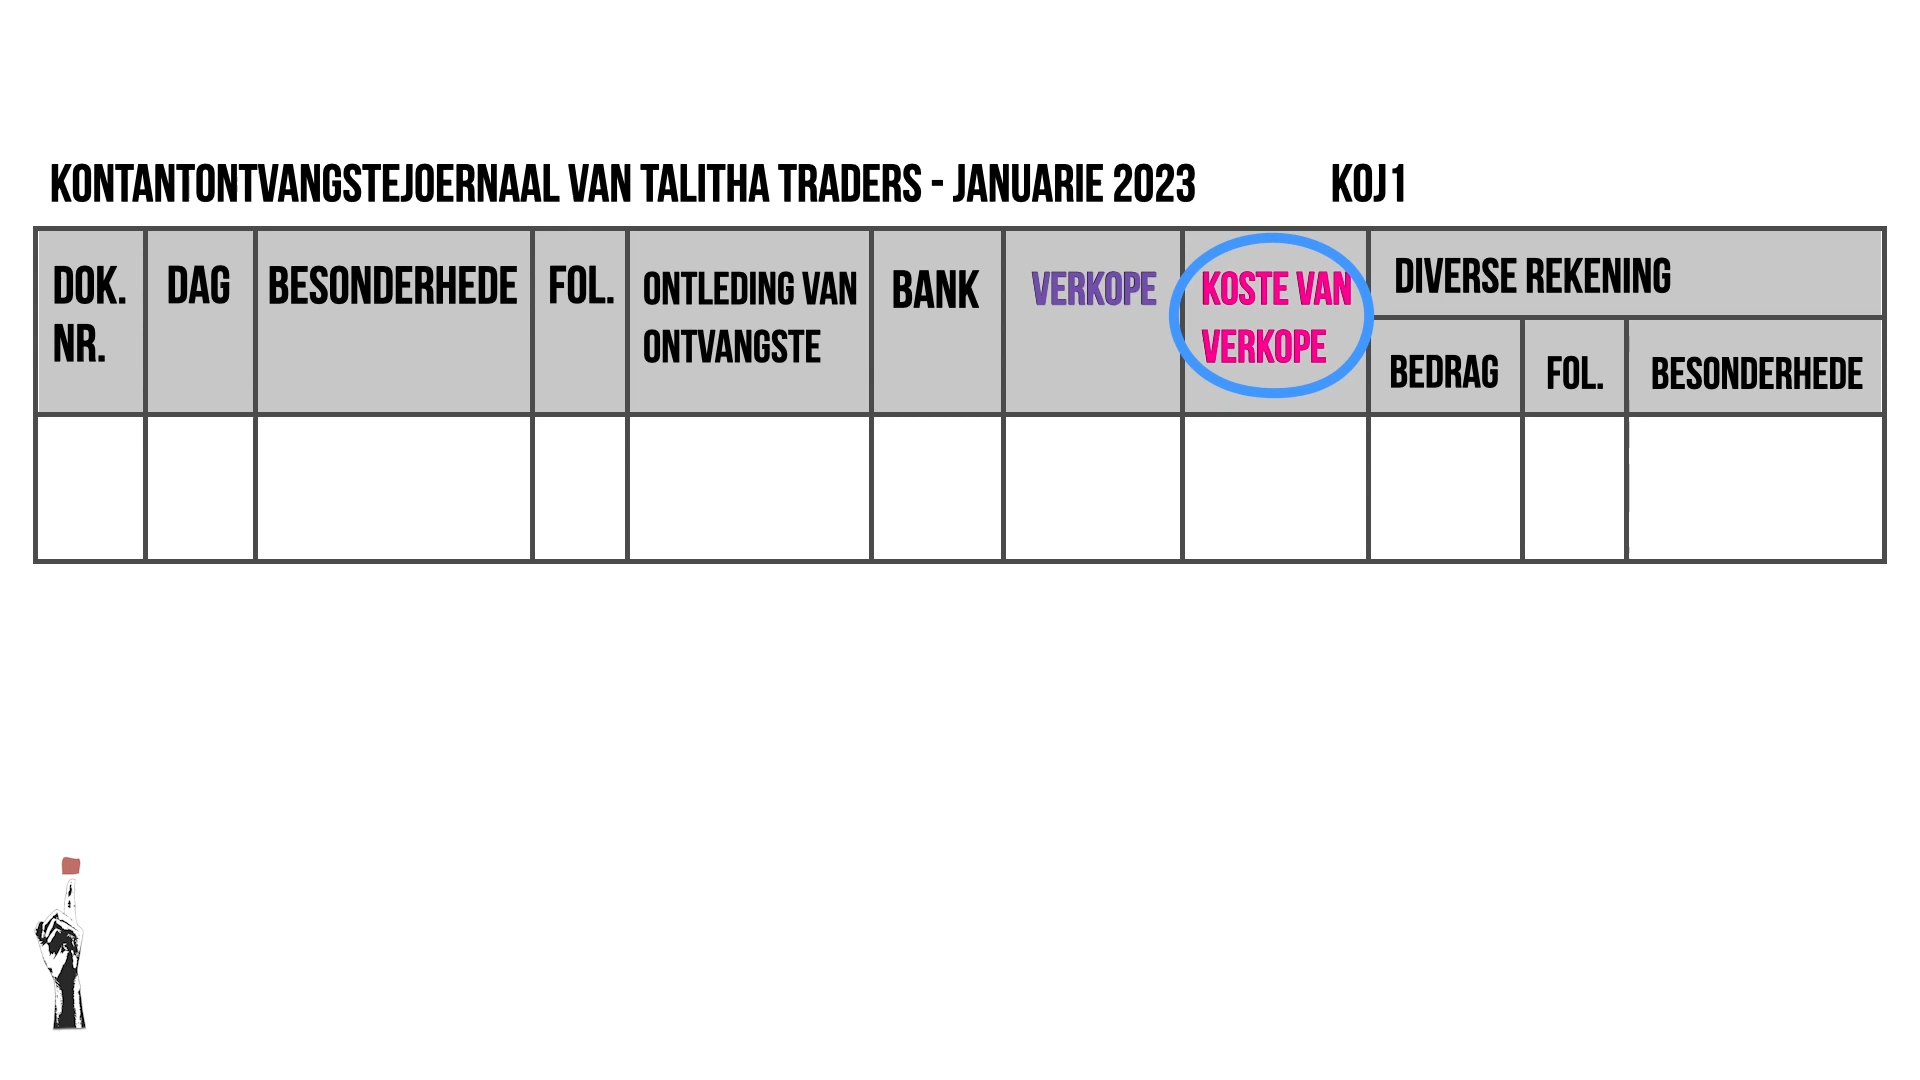 KONTANTONTVANGSTEJOERNAAL VAN TALITHA TRADERS - JANUARIE 2023 KOJ1
DOK.
NR.
DAG
BESONDERHEDE
FOL.
ONTLEDING VAN
ONTVANGSTE
BANK
VERKOPE
KOSTE VAN
VERKOPE
DIVERSE REKENING
BEDRAG
FOL.
BESONDERHEDE